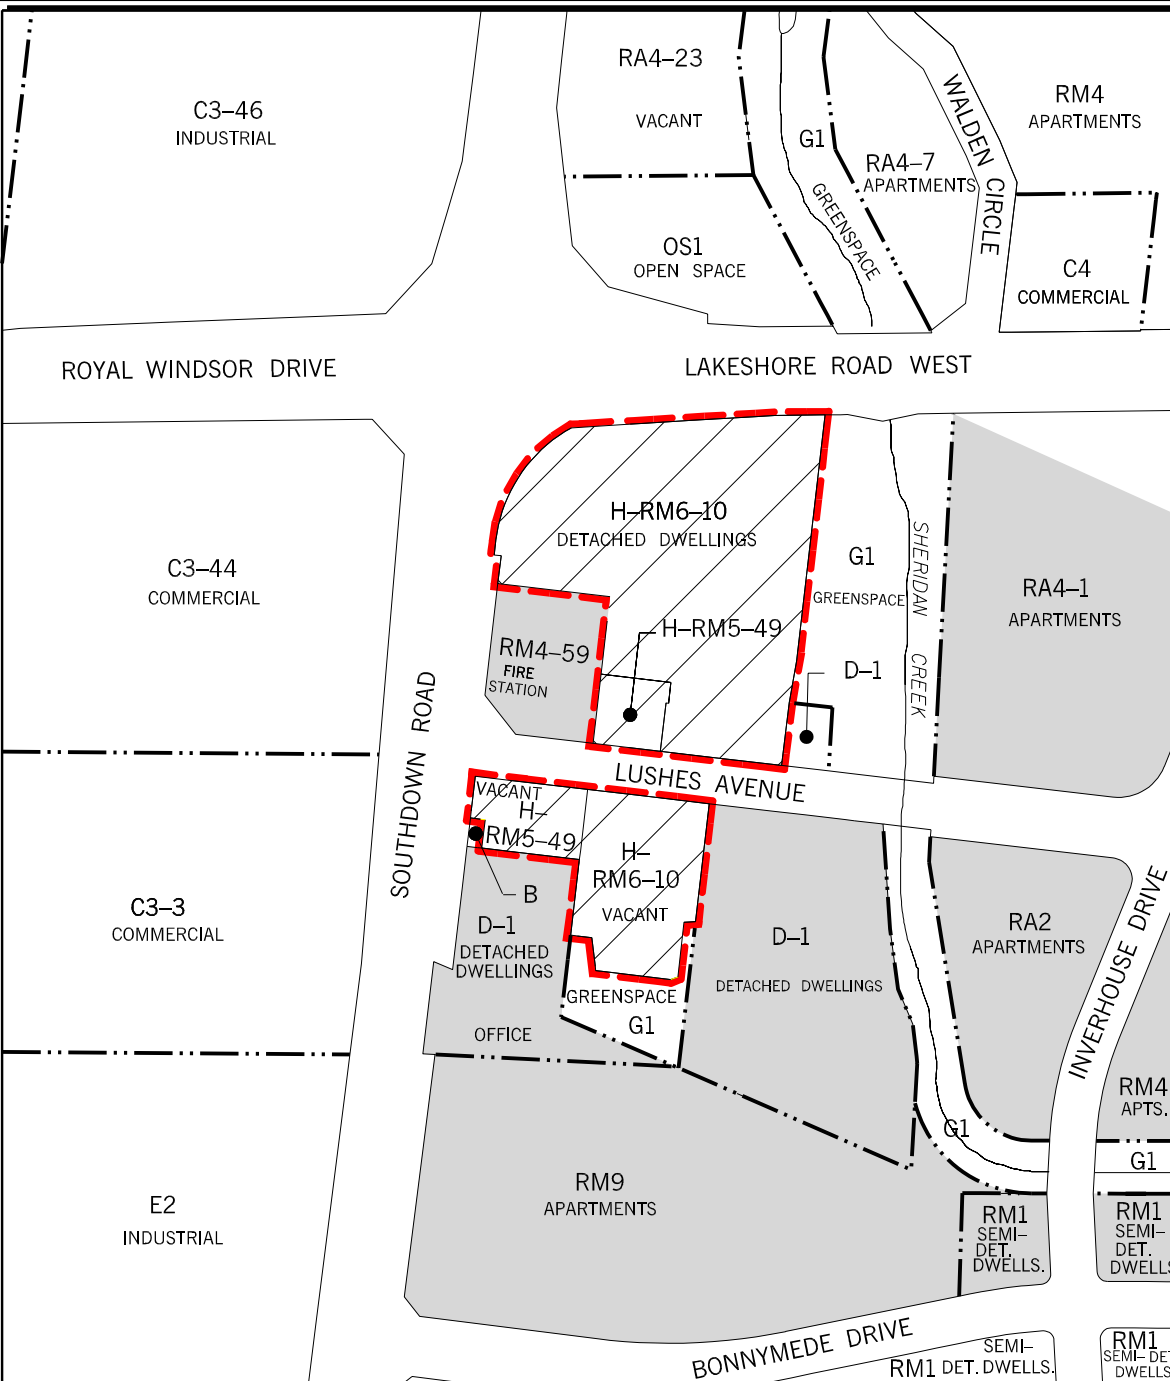 RA4–23
VACANT
C3–46
INDUSTRIAL
G1
GREENSPACE
RA4–7
APARTMENTS
WALDEN CIRCLE
RM4
APARTMENTS
OS1
OPEN SPACE
C4
COMMERCIAL
ROYAL WINDSOR DRIVE
LAKESHORE ROAD WEST
H–RM6–10
DETACHED DWELLINGS
C3–44
COMMERCIAL
G1
GREENSPACE
SHERIDAN CREEK
RA4–1
APARTMENTS
RM4–59
FIRE
STATION
H–RM5–49
D–1
SOUTHDOWN ROAD
LUSHES AVENUE
VACANT
H–
RM5–49
B
H–
RM6–10
VACANT
C3–3
COMMERCIAL
D–1
DETACHED
DWELLINGS
OFFICE
GREENSPACE
G1
D–1
DETACHED DWELLINGS
RA2
APARTMENTS
INVERHOUSE DRIVE
RM4
APTS.
G1
G1
E2
INDUSTRIAL
RM9
APARTMENTS
RM1
SEMI–
DET.
DWELLS.
RM1
SEMI–
DET.
DWELLS
BONNYMEDE DRIVE
SEMI–
RM1 DET. DWELLS.
RM1
SEMI– DE
DWELLS